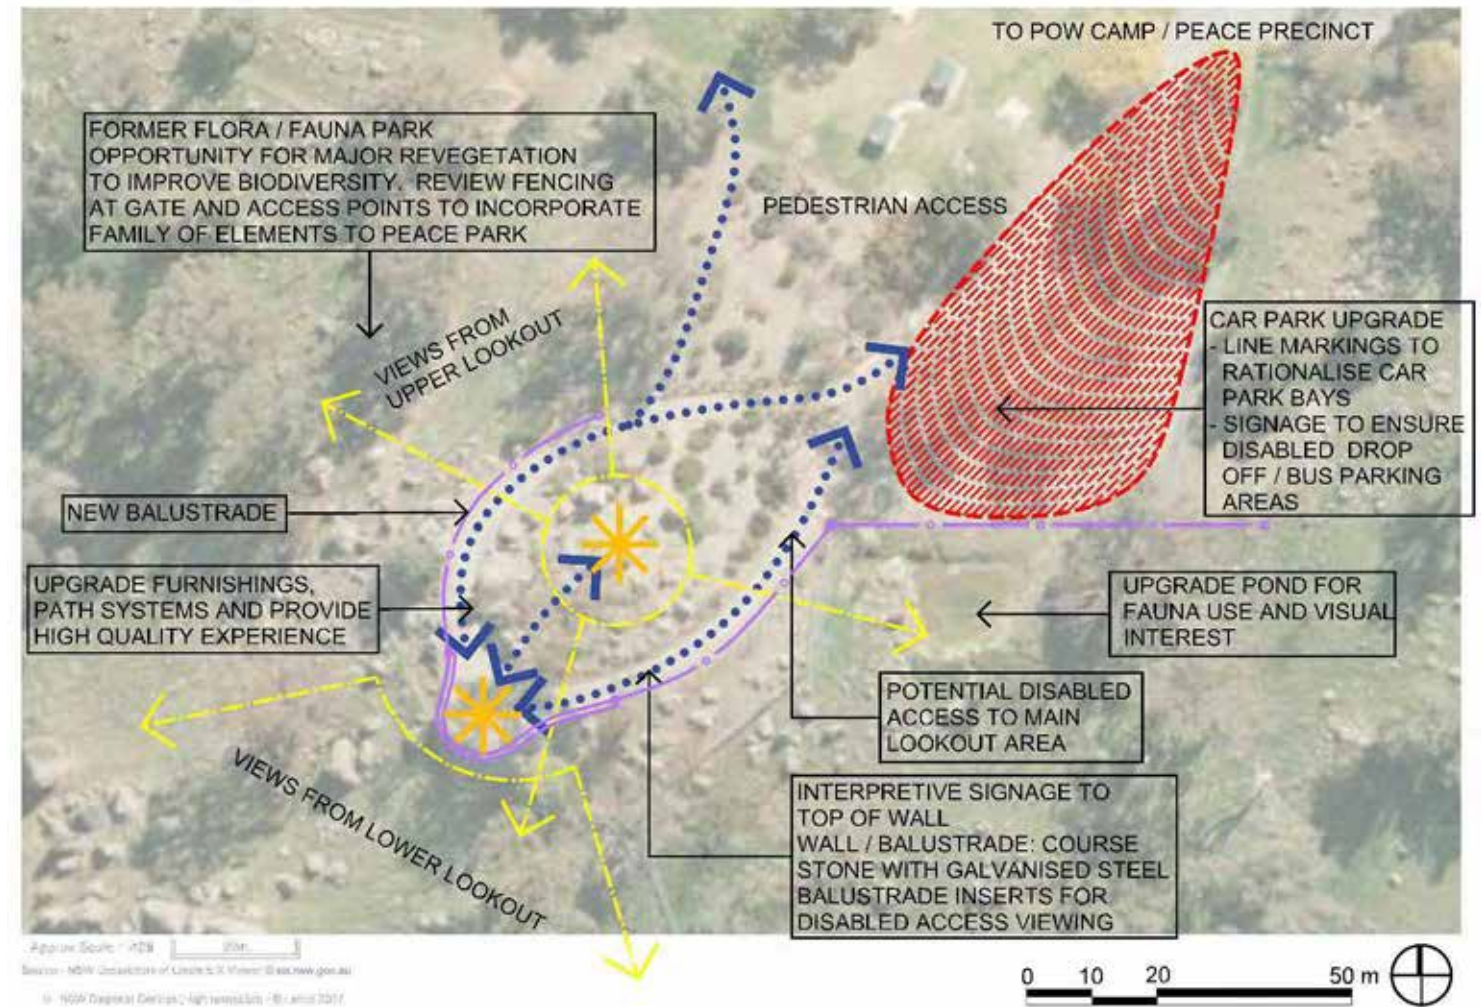 TO POW CAMP / PEACE PRECINCT
FORMER FLORA / FAUNA PARK
OPPORTUNITY FOR MAJOR REVEGETATION
TO IMPROVE BIODIVERSITY. REVIEW FENCING
AT GATE AND ACCESS POINTS TO INCORPORATE
FAMILY OF ELEMENTS TO PEACE PARK
PEDESTRIAN ACCESS
VIEWS FROM
UPPER LOOKOUT
CAR PARK UPGRADE
- LINE MARKINGS TO
RATIONALISE CAR
PARK BAYS
- SIGNAGE TO ENSURE
DISABLED DROP
OFF / BUS PARKING
AREAS
NEW BALUSTRADE
UPGRADE FURNISHINGS,
PATH SYSTEMS AND PROVIDE
HIGH QUALITY EXPERIENCE
UPGRADE POND FOR
FAUNA USE AND VISUAL
INTEREST
POTENTIAL DISABLED
ACCESS TO MAIN
LOOKOUT AREA
VIEWS FROM LOWER LOOKOUT
INTERPRETIVE SIGNAGE TO
TOP OF WALL
WALL / BALUSTRADE: COURSE
STONE WITH GALVANISED STEEL
BALUSTRADE INSERTS FOR
DISABLED ACCESS VIEWING
Approx Scale
Source - NSW
0 10 20 50 m